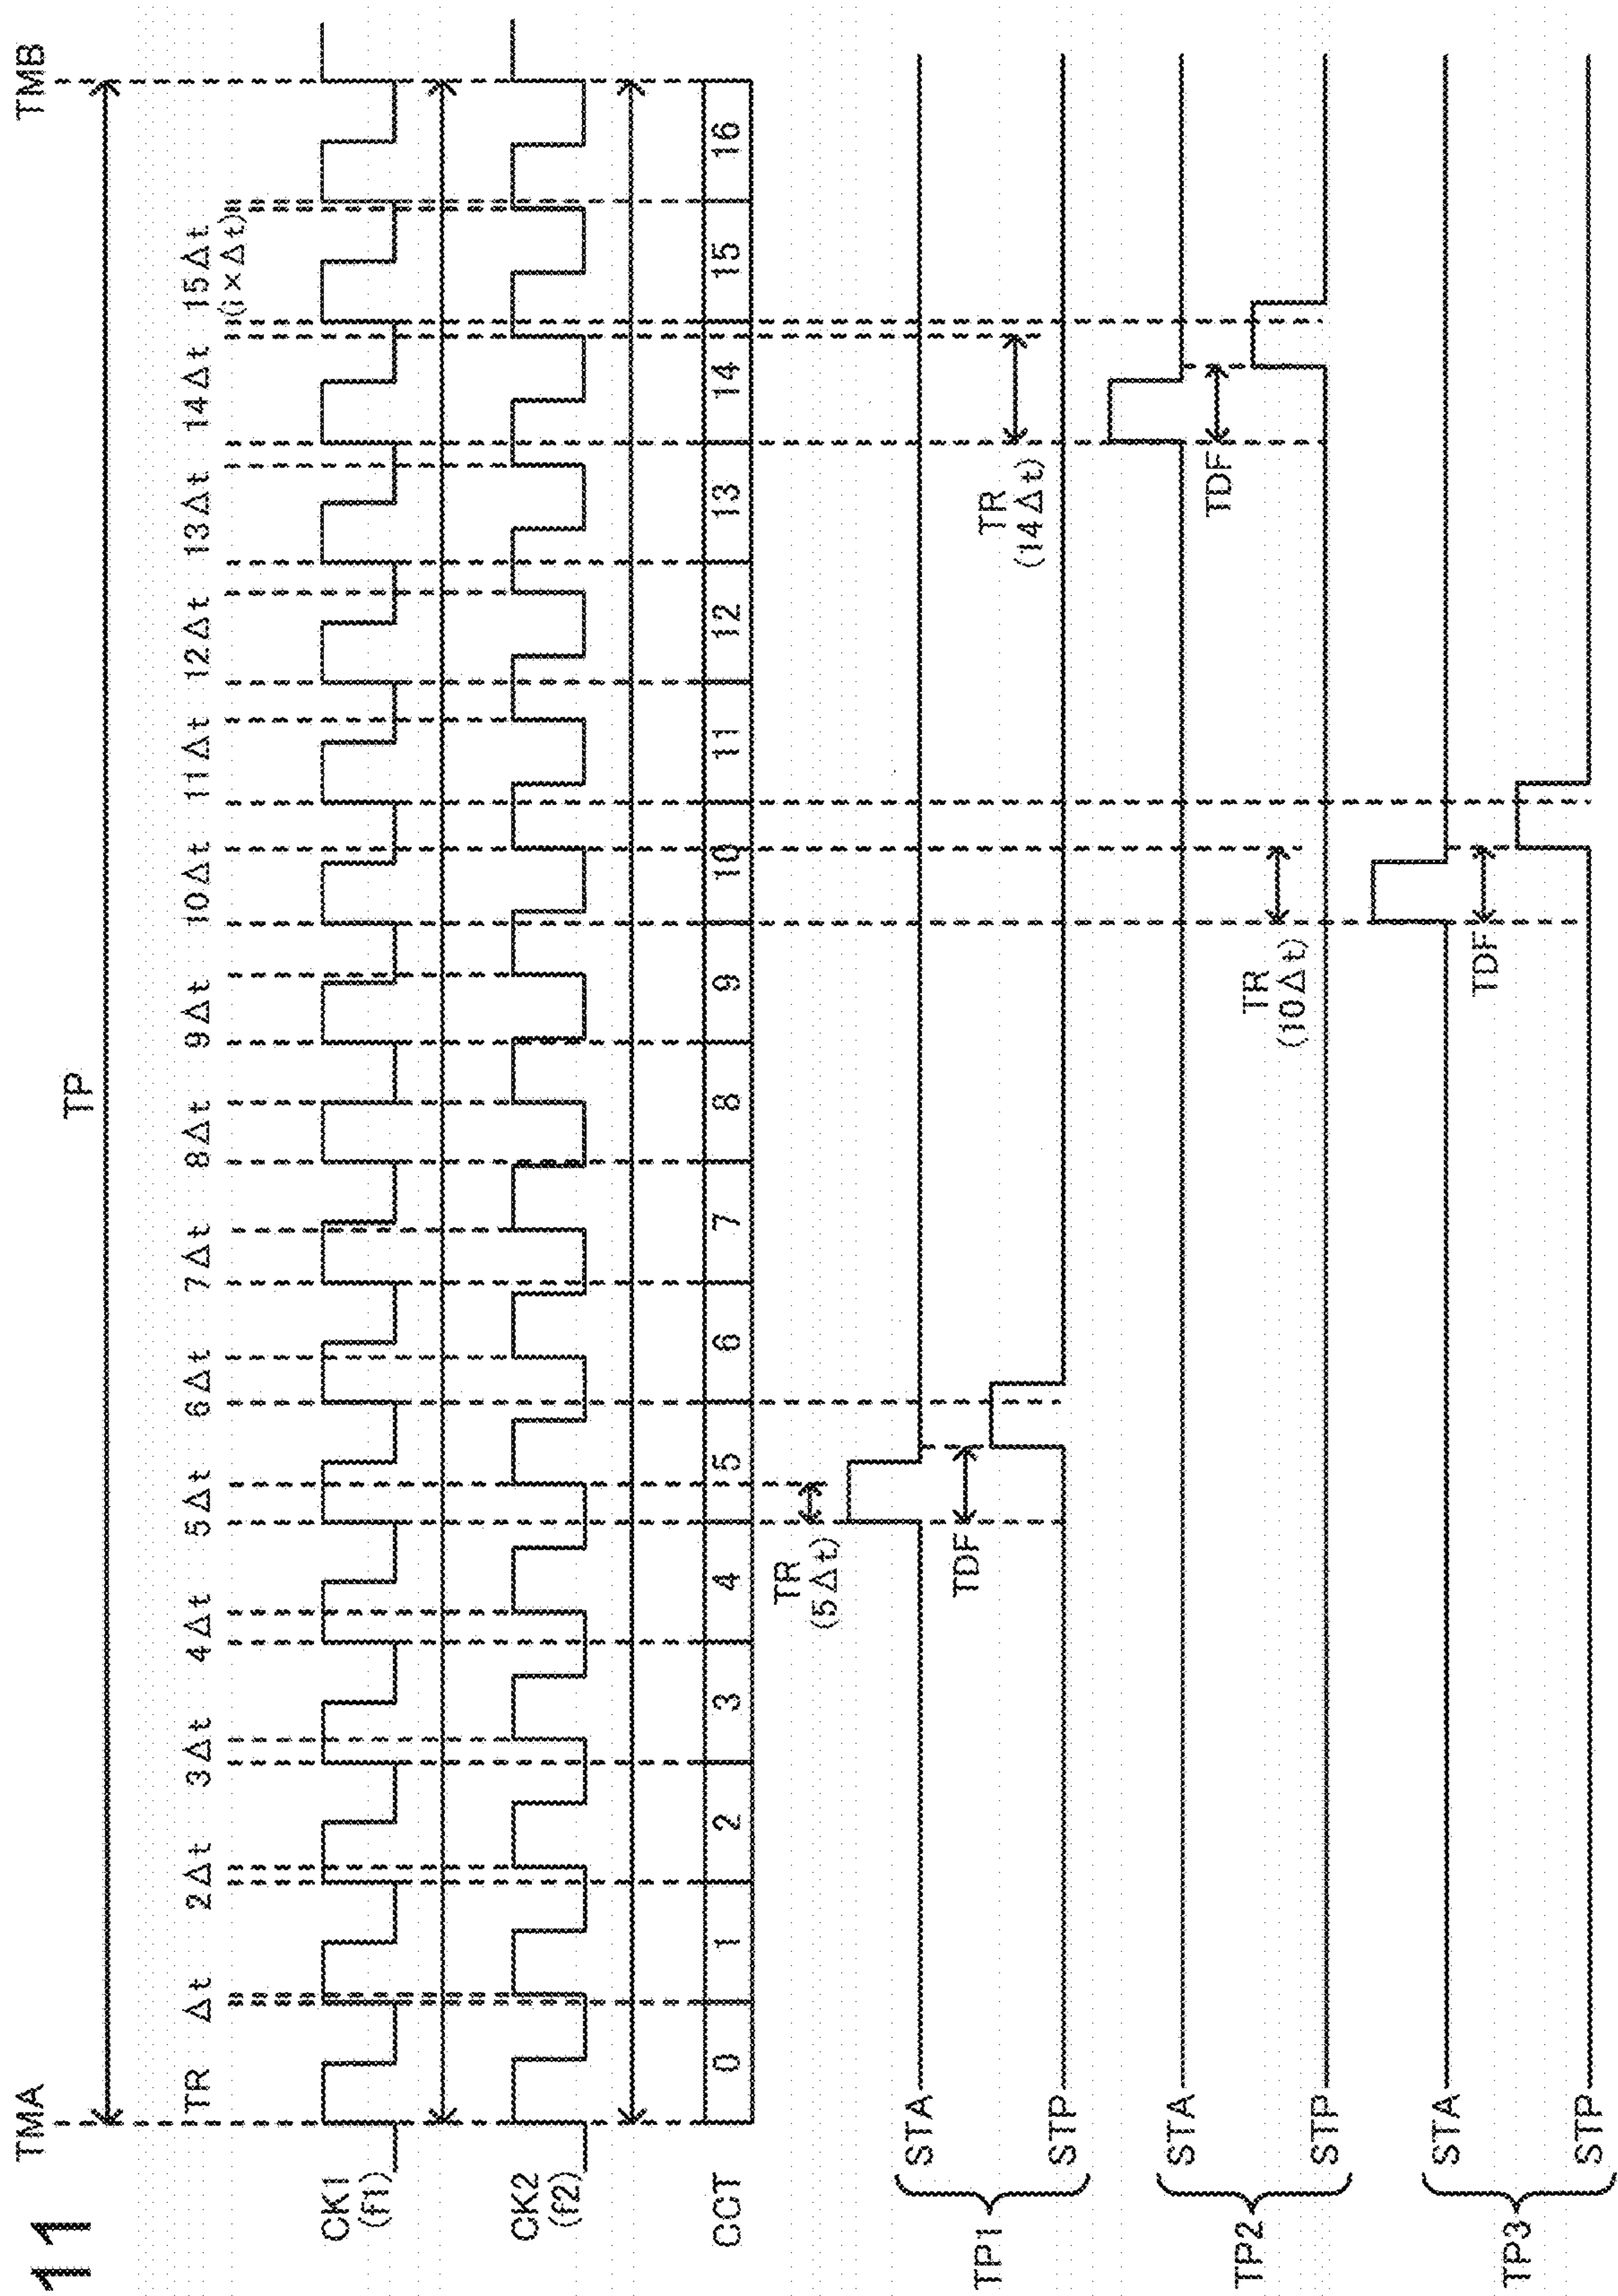 11
TMA
TMB
TP
TR Δt 2Δt 3Δt 4Δt 5Δt 6Δt 7Δt 8Δt 9Δt 10Δt 11Δt 12Δt 13Δt 14Δt 15Δt
(i×Δt)
CK1
(f1)
CK2
(f2)
CCT 0 1 2 3 4 5 6 7 8 9 10 11 12 13 14 15 16
TR
(5Δt)
TP1
STA
TDF
STP
TR
(14Δt)
TP2
STA
TDF
STP
TR
(10Δt)
TP3
STA
TDF
STP